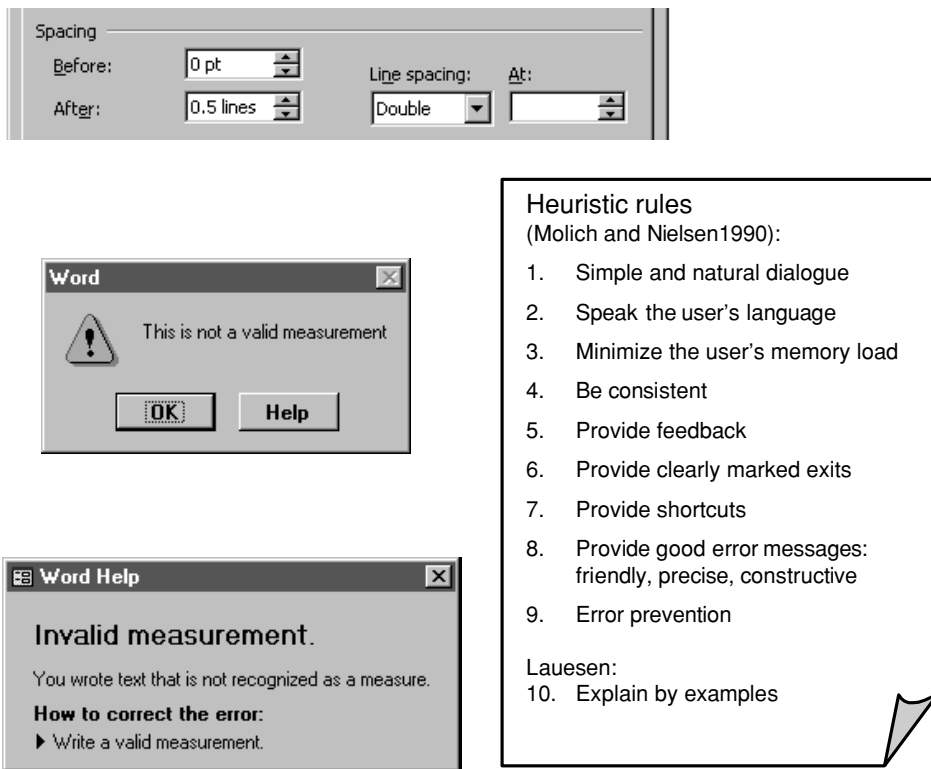 Spacing
Before: 0 pt Line spacing: At:
After: 0.5 lines Double
Word
This is not a valid measurement
OK Help
Word Help
Invalid measurement.
You wrote text that is not recognized as a measure.
How to correct the error:
Write a valid measurement.
Heuristic rules
(Molich and Nielsen1990):
1. Simple and natural dialogue
2. Speak the user's language
3. Minimize the user's memory load
4. Be consistent
5. Provide feedback
6. Provide clearly marked exits
7. Provide shortcuts
8. Provide good error messages:
friendly, precise, constructive
9. Error prevention
Lauesen:
10. Explain by examples